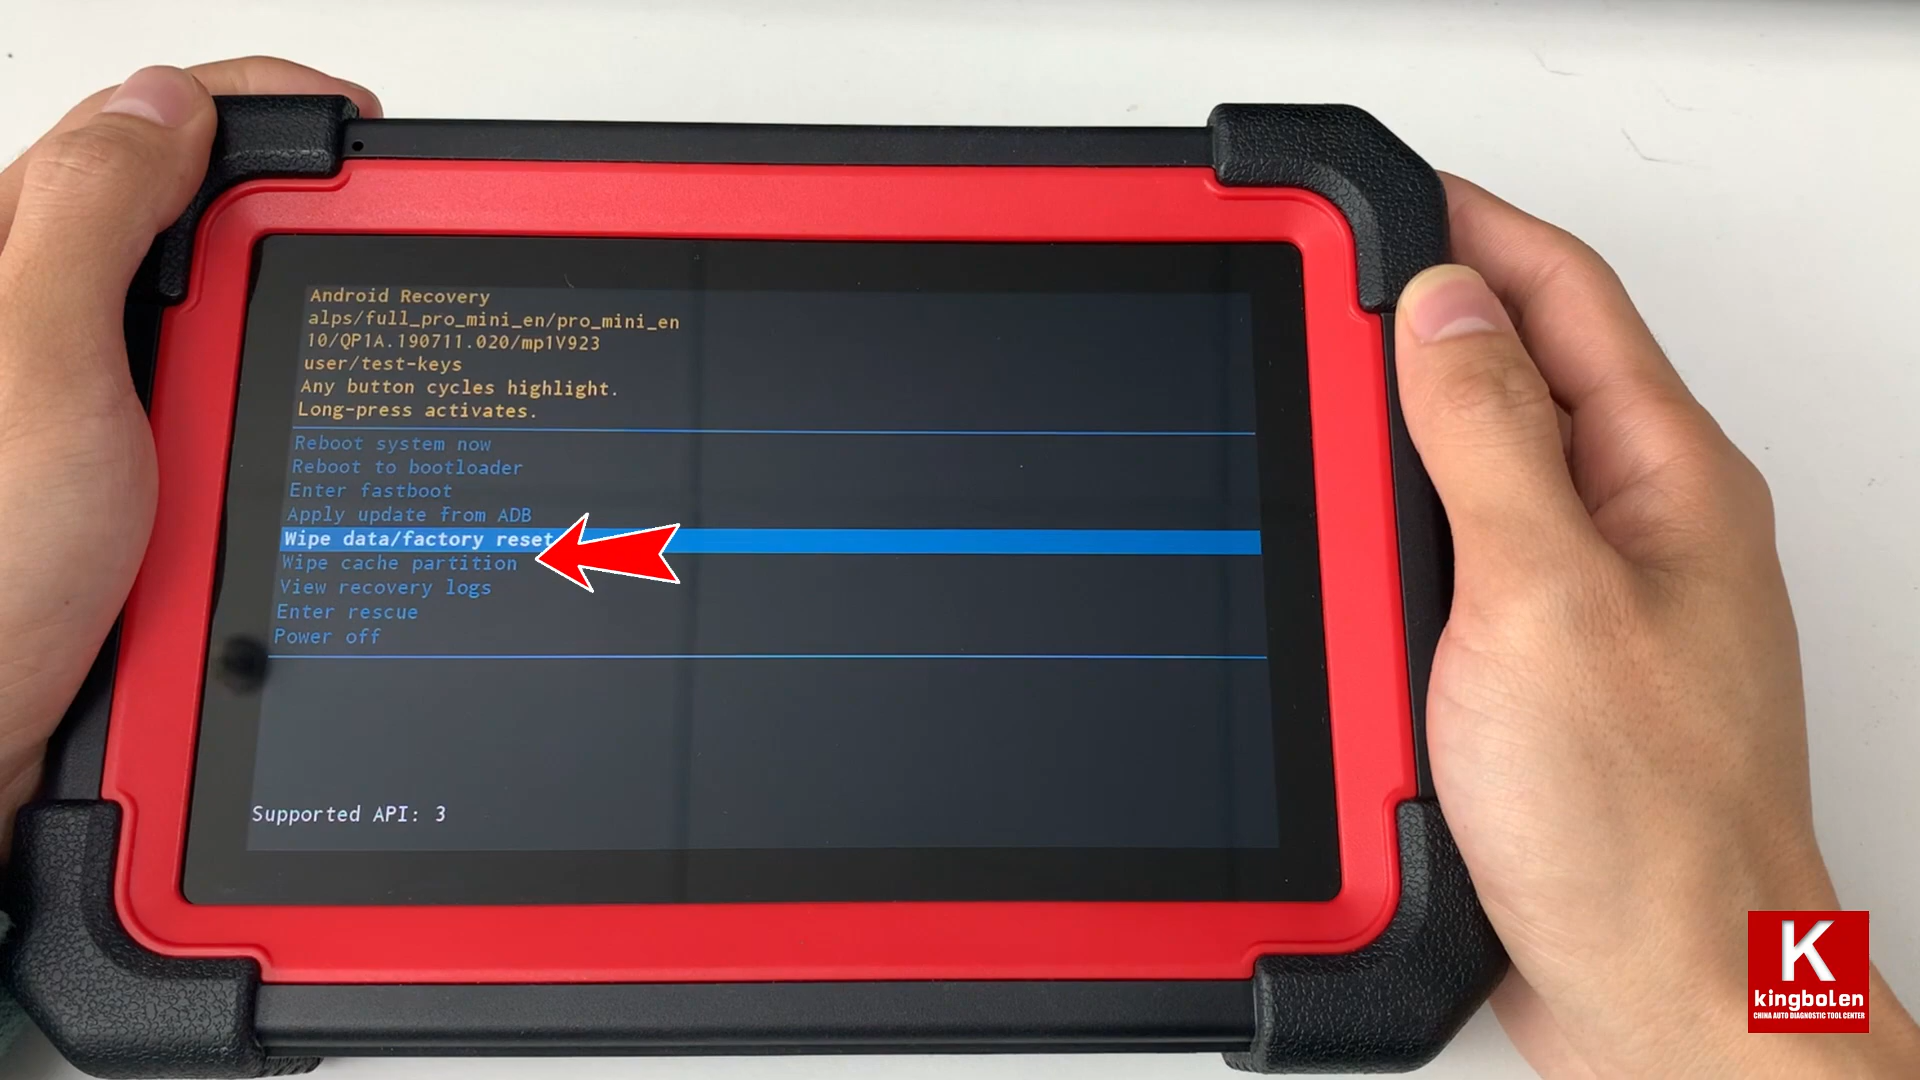 Android Recovery
alps/full_pro_mini_en/pro_mini_en
10/QP1A.190711.020/mp1V923
user/test-keys
Any button cycles highlight.
Long-press activates.
Reboot system now
Reboot to bootloader
Enter fastboot
Apply update from ADB
Wipe data/factory reset
Wipe cache partition
View recovery logs
Enter rescue
Power off
Supported API: 3
K
kingbolen
CHINA AUTO DIAGNOSTIC TOOL CENTER